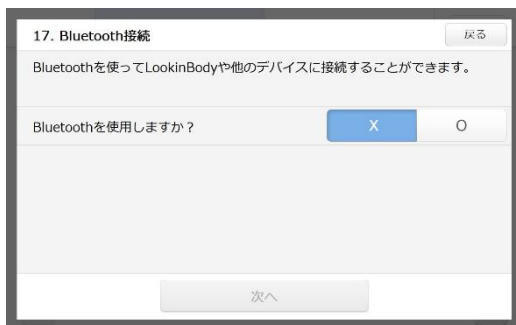 17. Bluetooth接続
戻る
Bluetoothを使ってLookinBodyや他のデバイスに接続することができます。
Bluetoothを使用しますか？
X
O
次へ